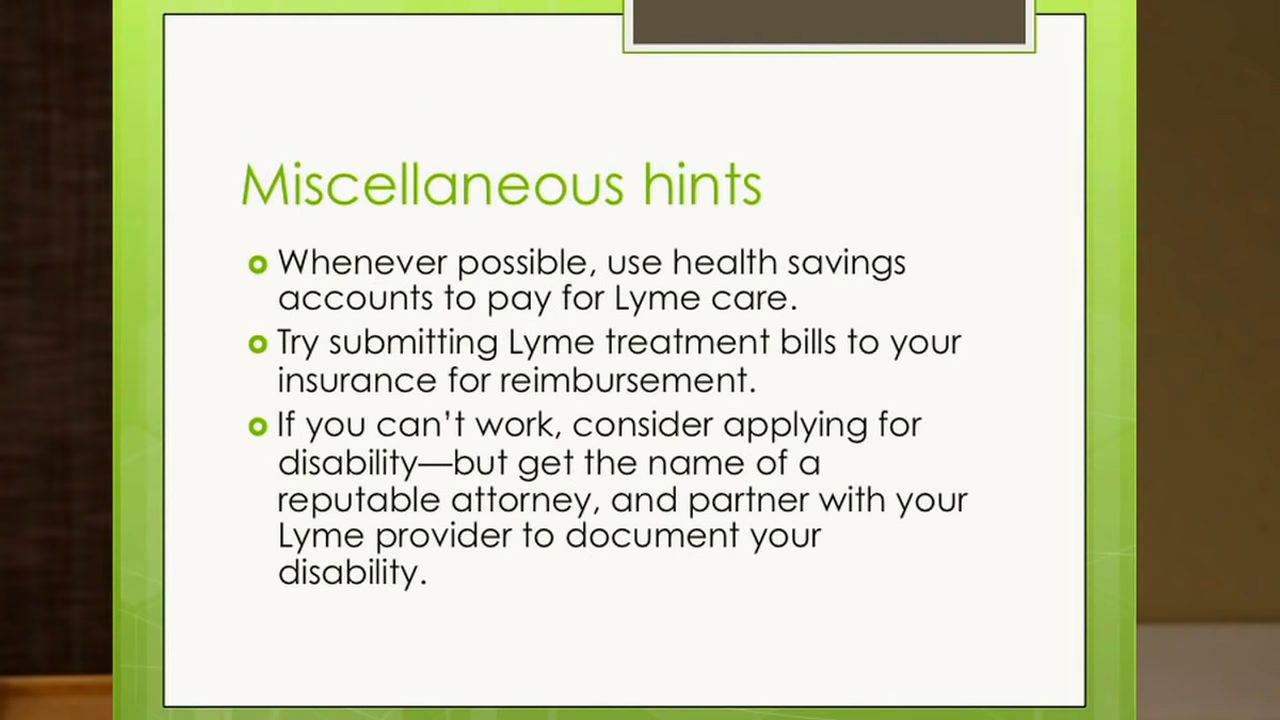 Miscellaneous hints
Whenever possible, use health savings
accounts to pay for Lyme care.
Try submitting Lyme treatment bills to your
insurance for reimbursement.
If you can’t work, consider applying for
disability—but get the name of a
reputable attorney, and partner with your
Lyme provider to document your
disability.